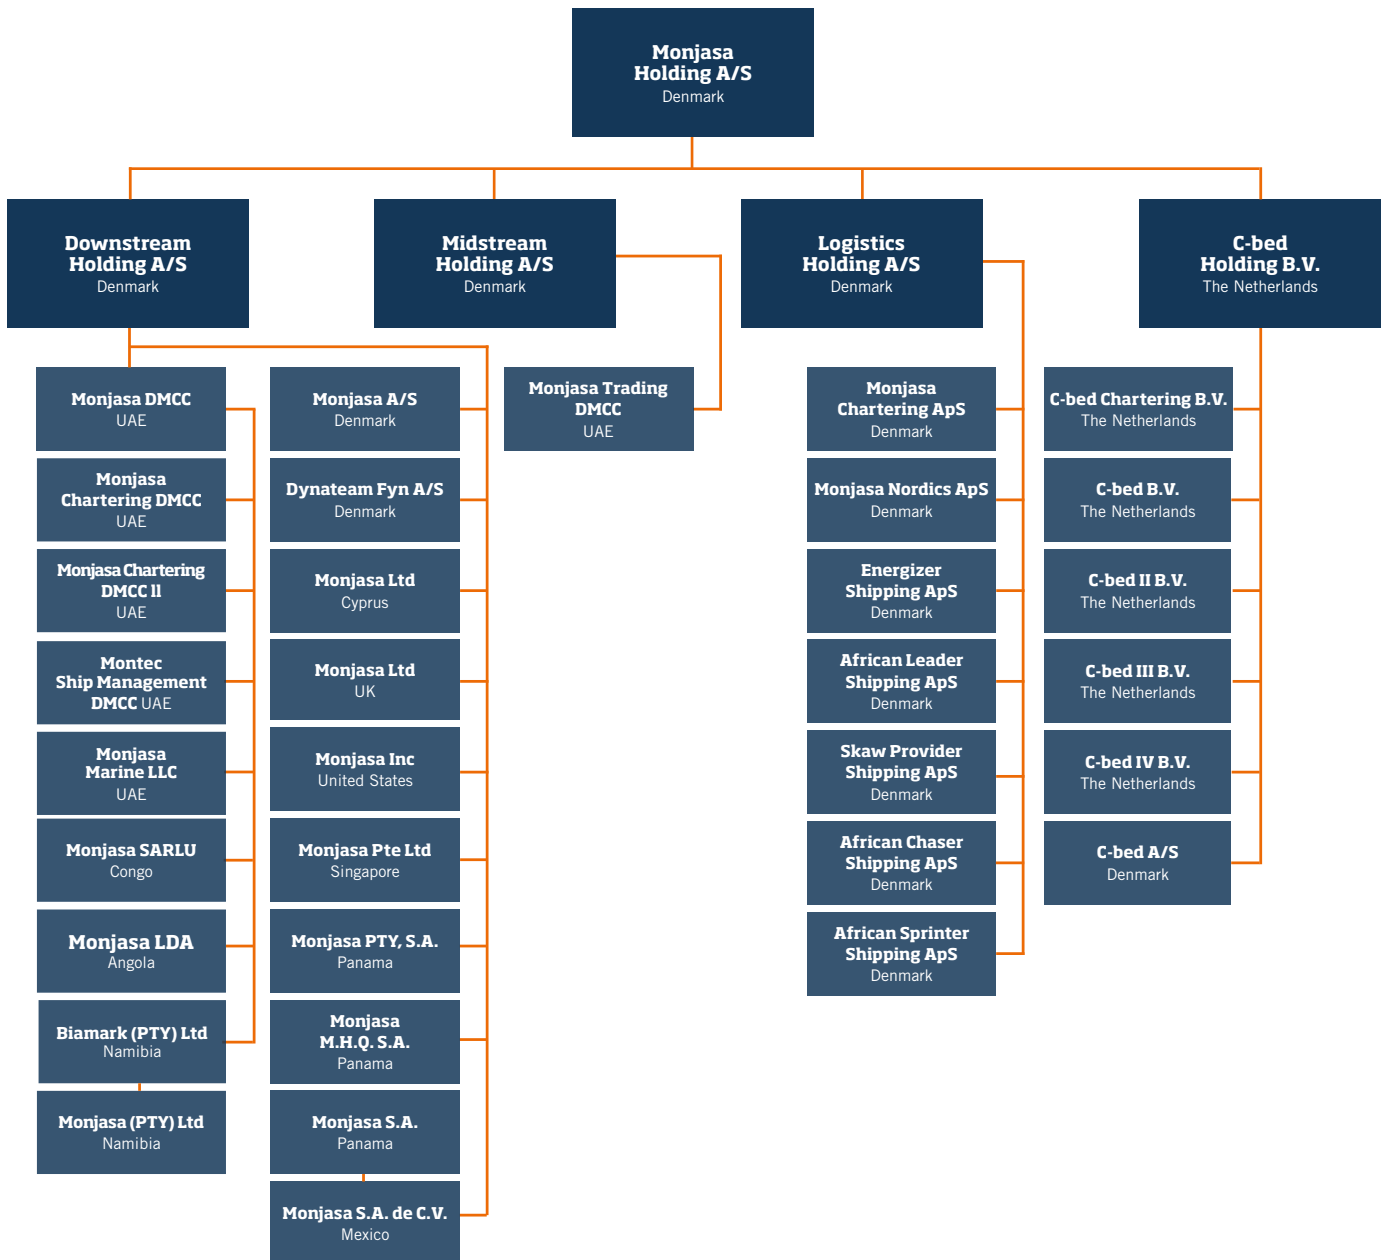 Monjasa
Holding A/S
Denmark
Downstream
Holding A/S
Denmark
Midstream
Holding A/S
Denmark
Logistics
Holding A/S
Denmark
C-bed
Holding B.V.
The Netherlands
Monjasa DMCC
UAE
Monjasa
Chartering DMCC
UAE
Monjasa Chartering
DMCC ll
UAE
Montec
Ship Management
DMCC UAE
Monjasa
Marine LLC
UAE
Monjasa SARLU
Congo
Monjasa LDA
Angola
Biamark (PTY) Ltd
Namibia
Monjasa (PTY) Ltd
Namibia
Monjasa A/S
Denmark
Dynateam Fyn A/S
Denmark
Monjasa Ltd
Cyprus
Monjasa Ltd
UK
Monjasa Inc
United States
Monjasa Pte Ltd
Singapore
Monjasa PTY, S.A.
Panama
Monjasa
M.H.Q. S.A.
Panama
Monjasa S.A.
Panama
Monjasa S.A. de C.V.
Mexico
Monjasa Trading
DMCC
UAE
Monjasa
Chartering ApS
Denmark
Monjasa Nordics ApS
Denmark
Energizer
Shipping ApS
Denmark
African Leader
Shipping ApS
Denmark
Skaw Provider
Shipping ApS
Denmark
African Chaser
Shipping ApS
Denmark
African Sprinter
Shipping ApS
Denmark
C-bed Chartering B.V.
The Netherlands
C-bed B.V.
The Netherlands
C-bed II B.V.
The Netherlands
C-bed III B.V.
The Netherlands
C-bed IV B.V.
The Netherlands
C-bed A/S
Denmark